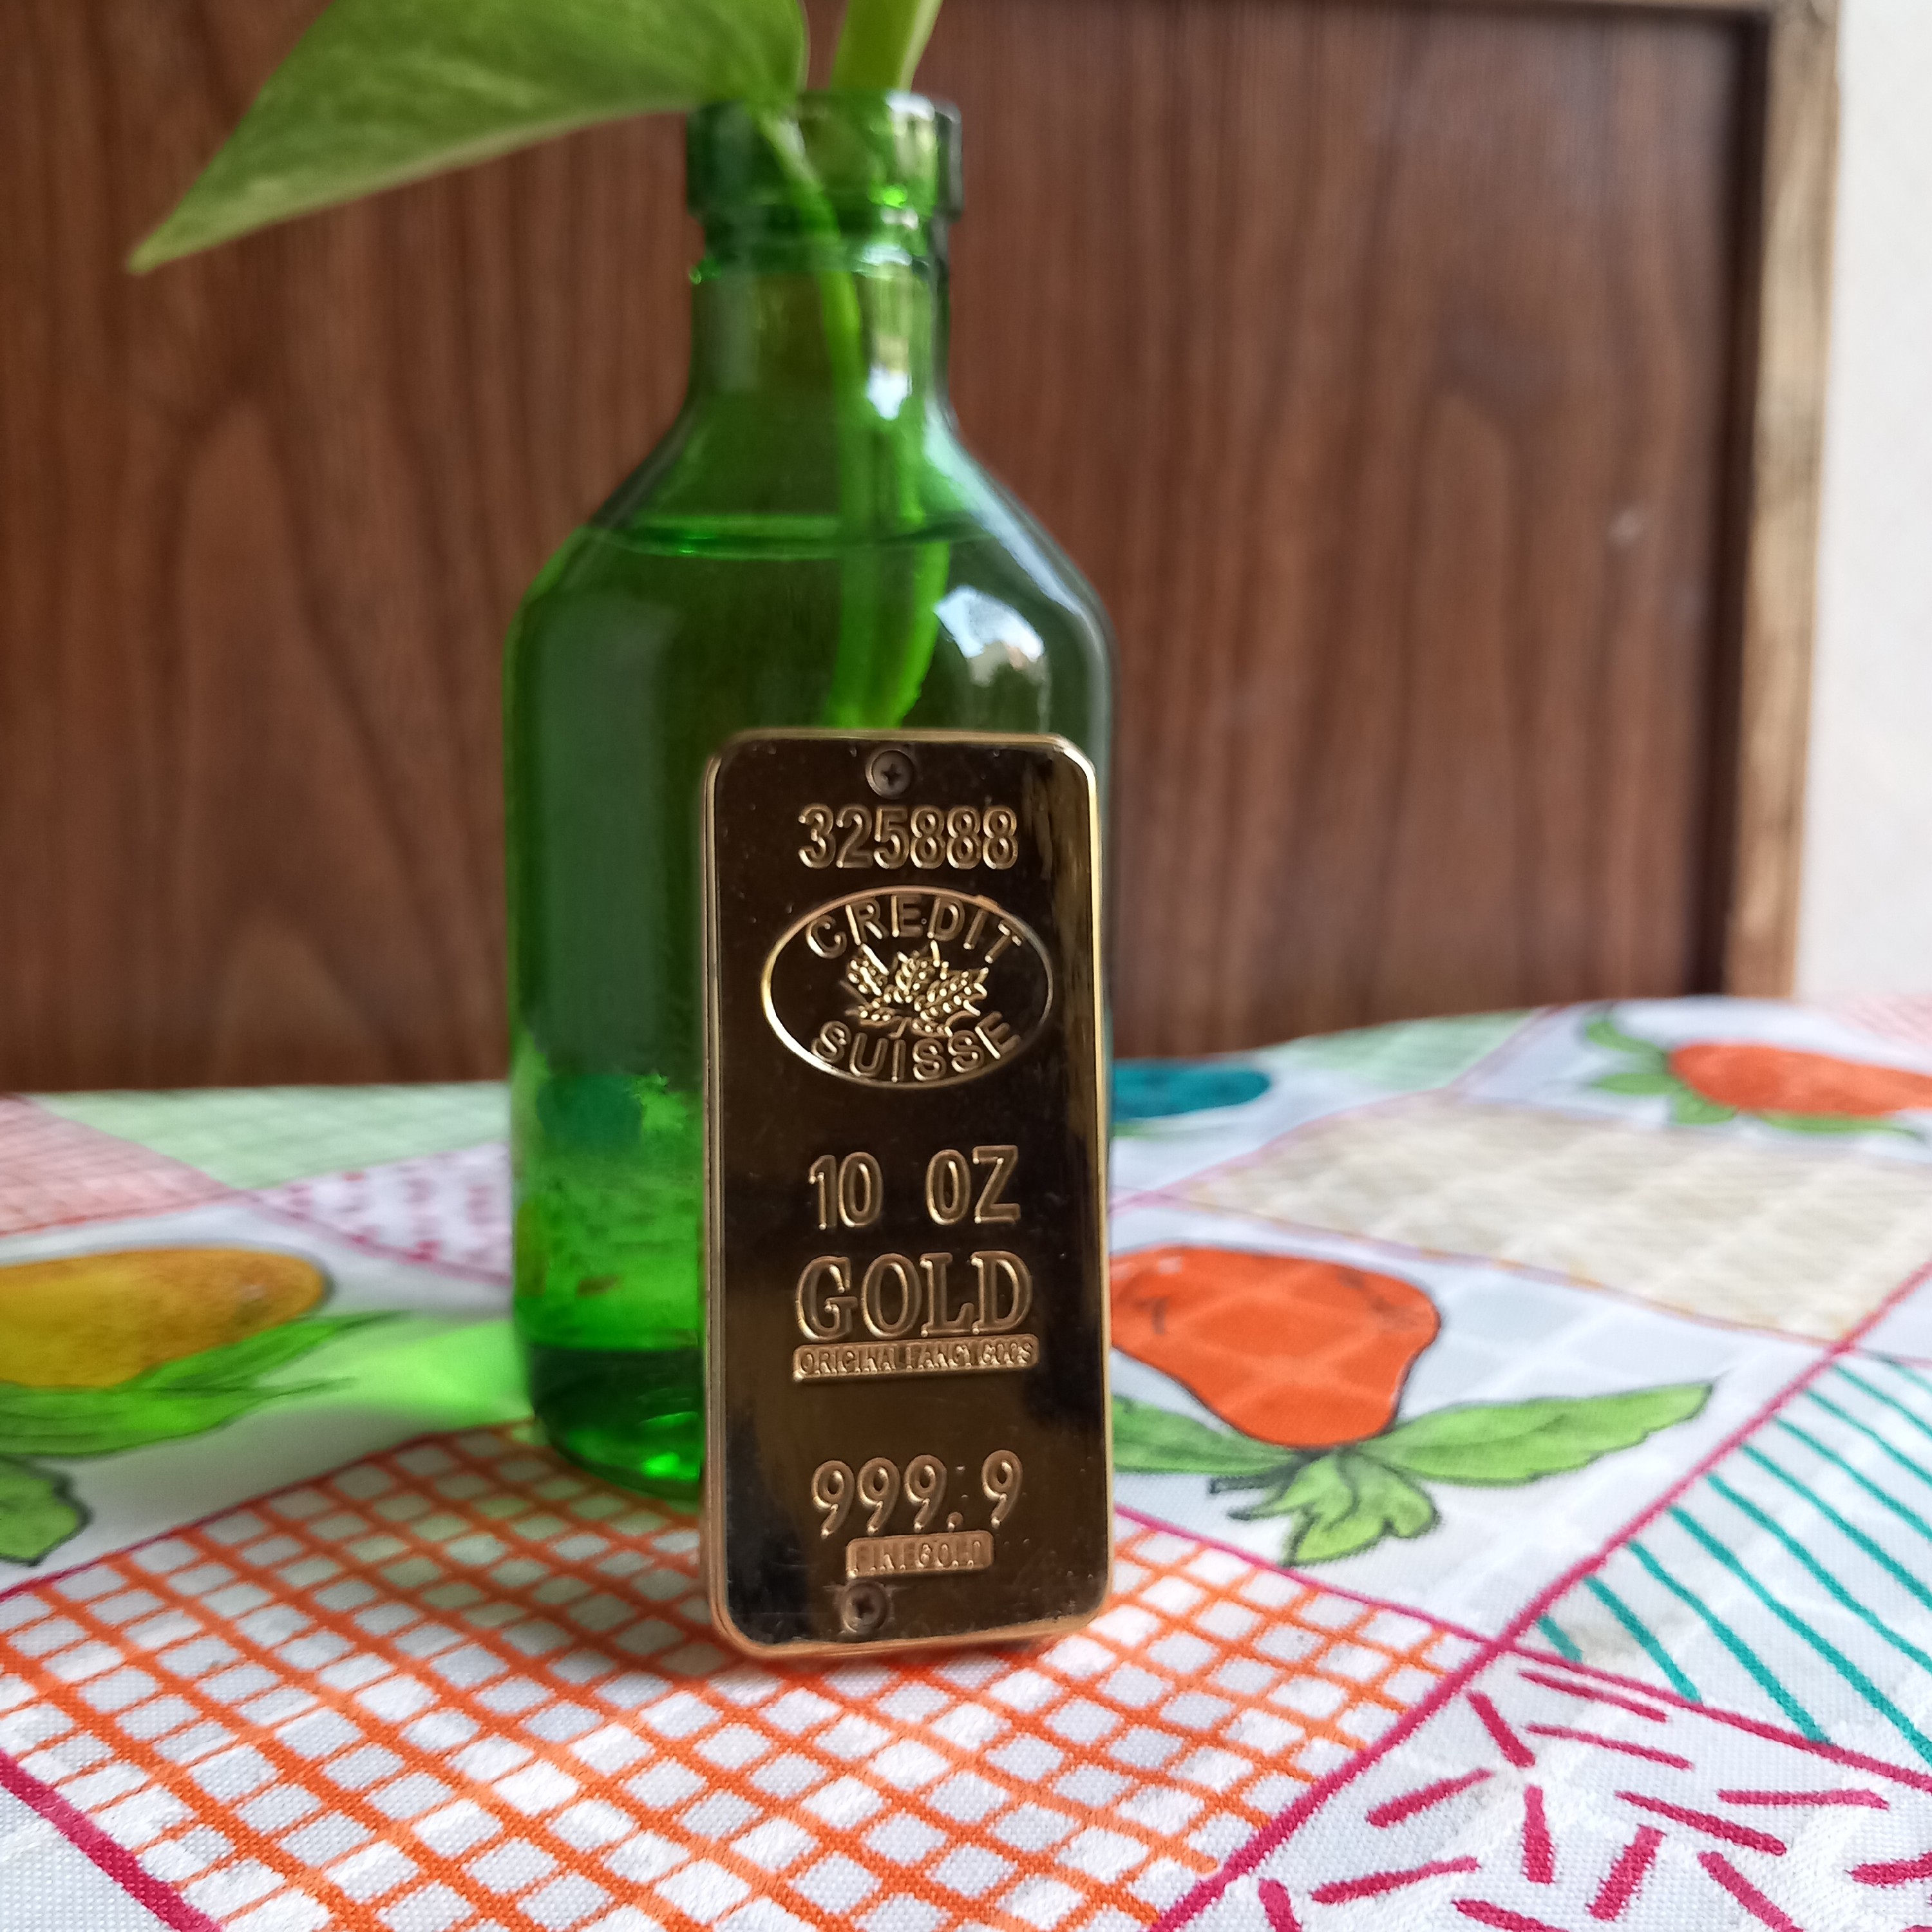 325888
CREDIT
SUISSE
10 OZ
GOLD
ORIGINAL FANCY GOODS
999.9
FINE GOLD